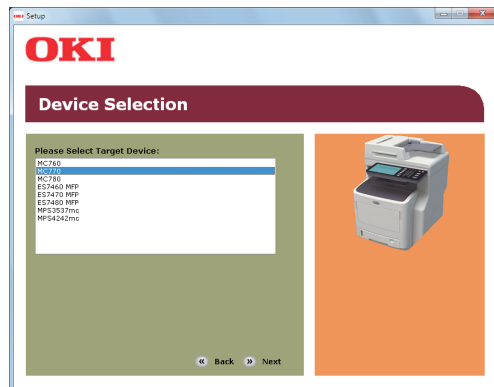 OKI Setup
OKI
Device Selection
Please Select Target Device:
MC760
MC770
MC780
ES7460 MFP
ES7470 MFP
ES7480 MFP
MPS3537mc
MPS4242mc
Back Next